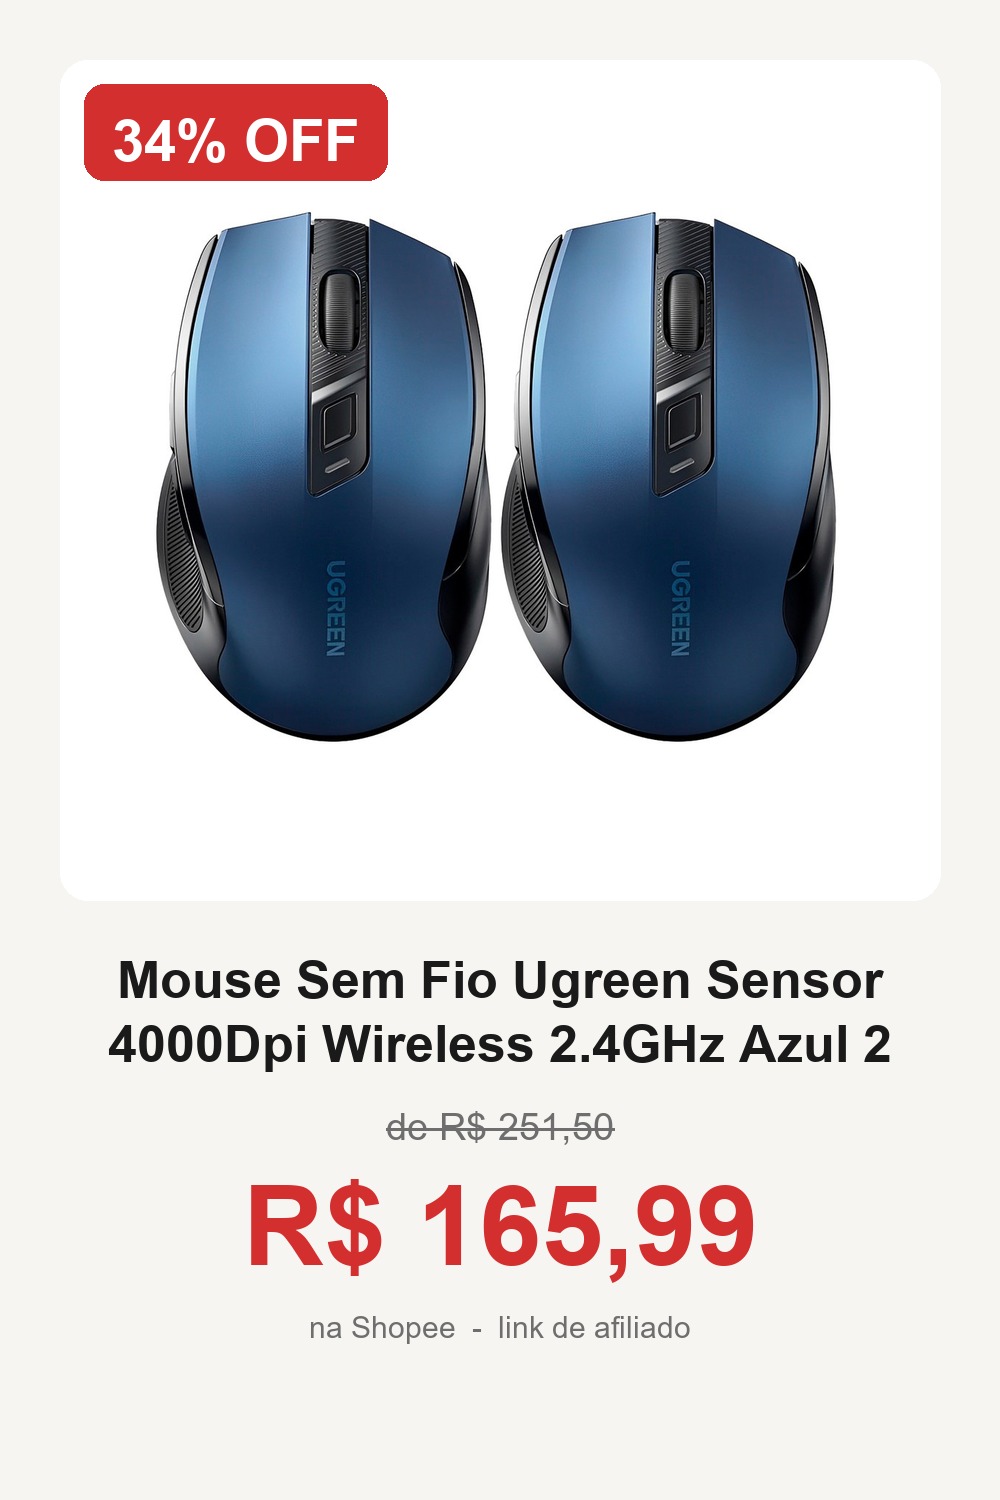 34% OFF
UGREEN
UGREEN
Mouse Sem Fio Ugreen Sensor
4000Dpi Wireless 2.4GHz Azul 2
de R$ 251,50
R$ 165,99
na Shopee - link de afiliado